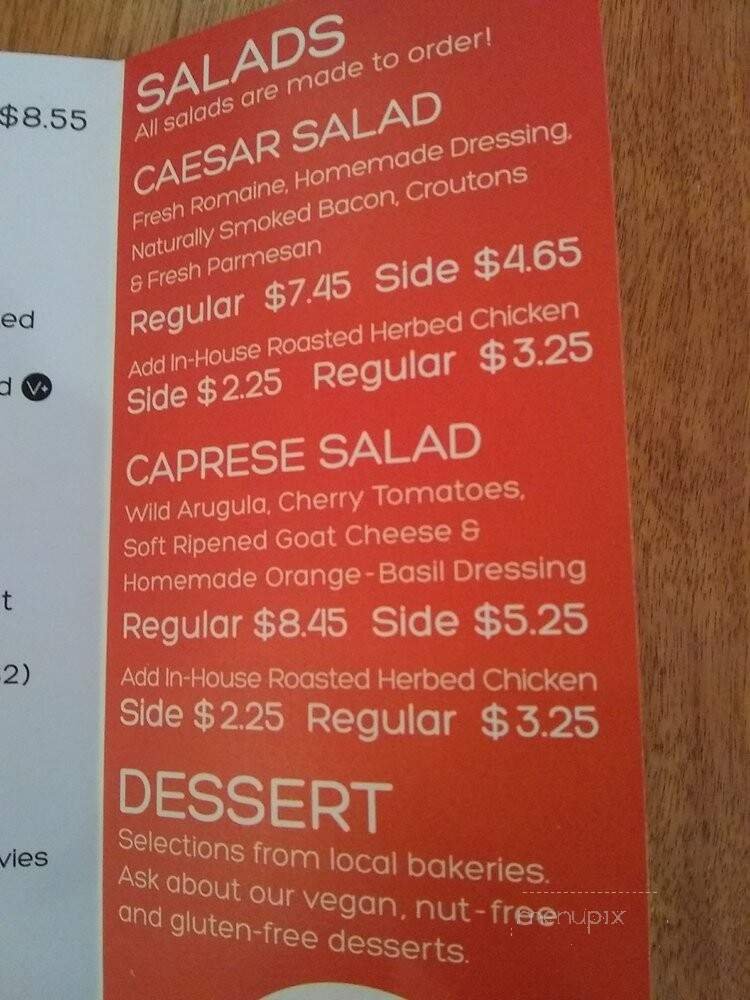 $8.55
ed
d V+
t
2)
vies
SALADS
All salads are made to order!
CAESAR SALAD
Fresh Romaine, Homemade Dressing,
Naturally Smoked Bacon, Croutons
& Fresh Parmesan
Regular $7.45 Side $4.65
Add In-House Roasted Herbed Chicken
Side $2.25 Regular $3.25
CAPRESE SALAD
Wild Arugula, Cherry Tomatoes,
Soft Ripened Goat Cheese &
Homemade Orange-Basil Dressing
Regular $8.45 Side $5.25
Add In-House Roasted Herbed Chicken
Side $2.25 Regular $3.25
DESSERT
Selections from local bakeries.
Ask about our vegan, nut-free
and gluten-free desserts.
menupix